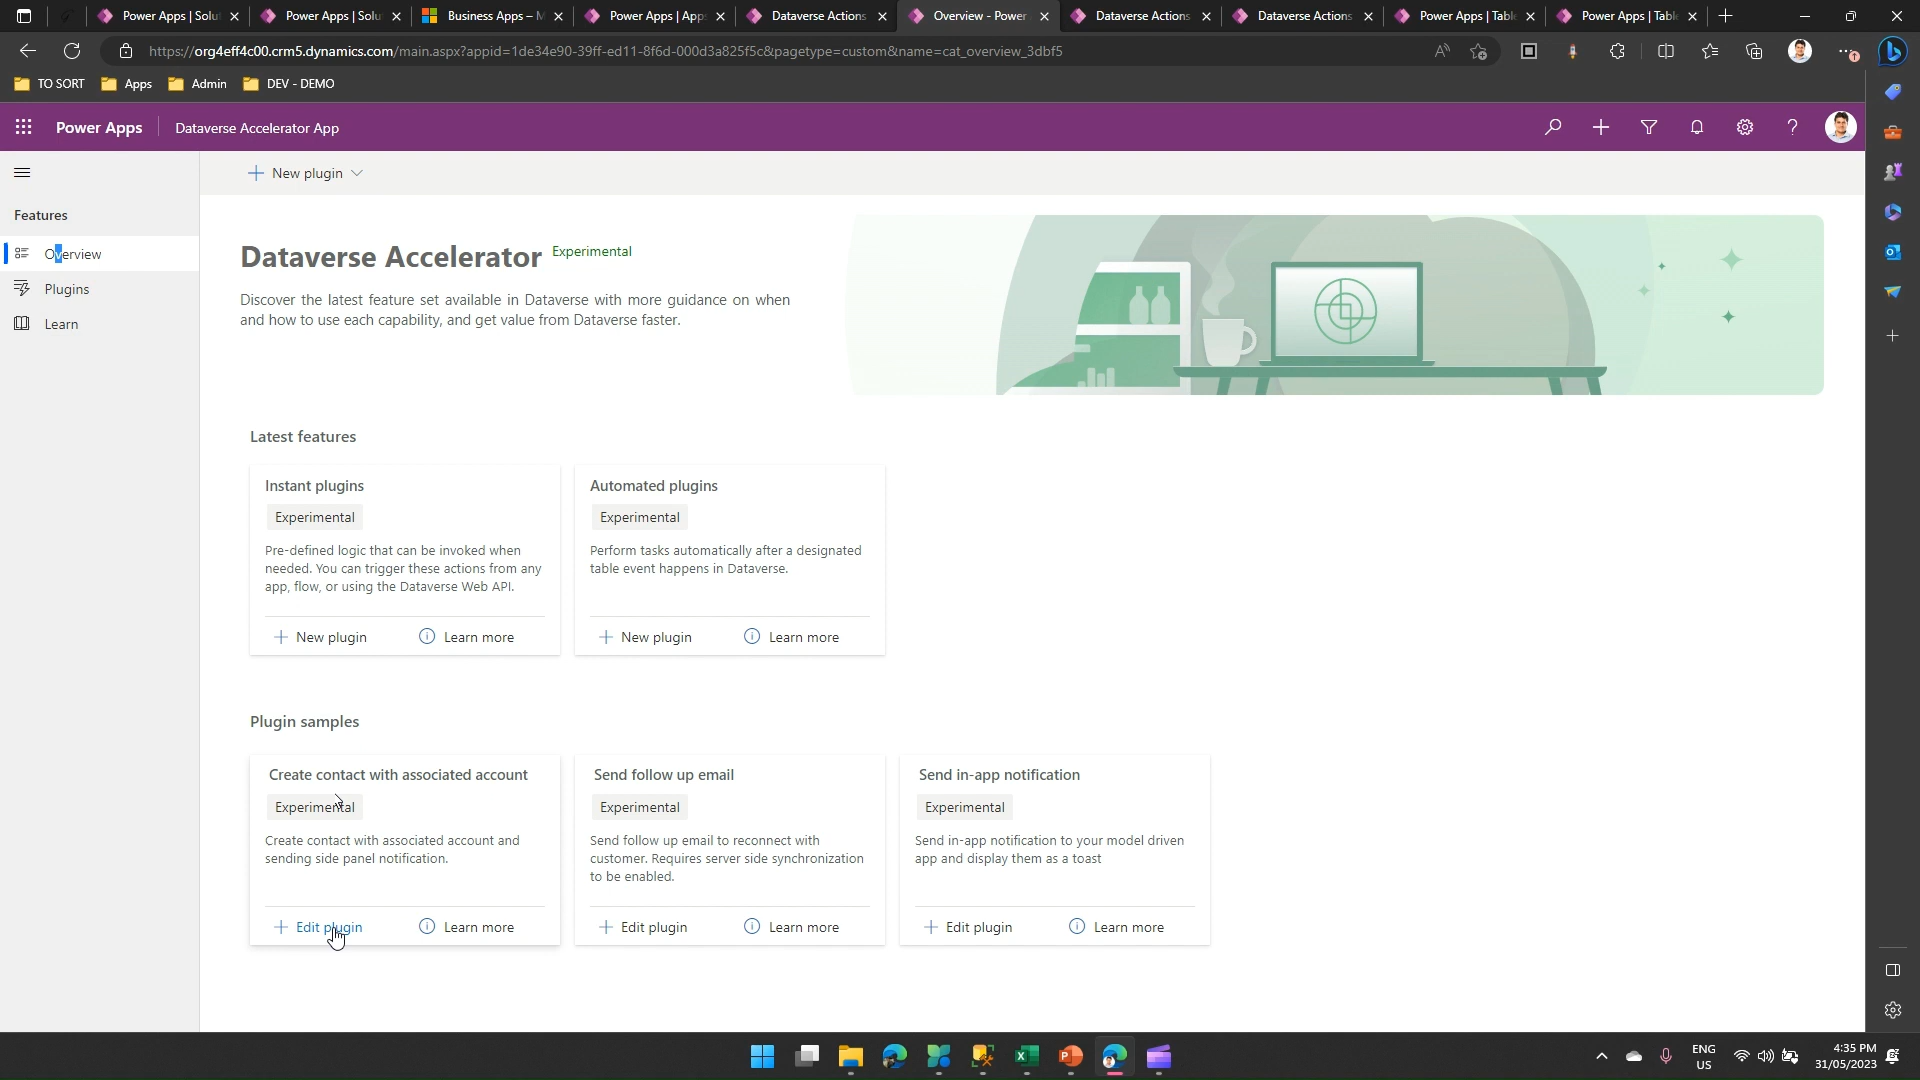 Power Apps | Solu
Power Apps | Solu
Business Apps – M
Power Apps | Apps
Dataverse Actions
Overview - Power
Dataverse Actions
Dataverse Actions
Power Apps | Tabl
Power Apps | Tabl
https://org4eff4c00.crm5.dynamics.com/main.aspx?appid=1de34e90-39ff-ed11-8f6d-000d3a825f5c&pagetype=custom&name=cat_overview_3dbf5
TO SORT
Apps
Admin
DEV - DEMO
Power Apps
Dataverse Accelerator App
New plugin
Features
Overview
Plugins
Learn
Dataverse Accelerator Experimental
Discover the latest feature set available in Dataverse with more guidance on when
and how to use each capability, and get value from Dataverse faster.
Latest features
Instant plugins
Experimental
Pre-defined logic that can be invoked when
needed. You can trigger these actions from any
app, flow, or using the Dataverse Web API.
New plugin
Learn more
Automated plugins
Experimental
Perform tasks automatically after a designated
table event happens in Dataverse.
New plugin
Learn more
Plugin samples
Create contact with associated account
Experimental
Create contact with associated account and
sending side panel notification.
Edit plugin
Learn more
Send follow up email
Experimental
Send follow up email to reconnect with
customer. Requires server side synchronization
to be enabled.
Edit plugin
Learn more
Send in-app notification
Experimental
Send in-app notification to your model driven
app and display them as a toast
Edit plugin
Learn more
ENG
US
4:35 PM
31/05/2023